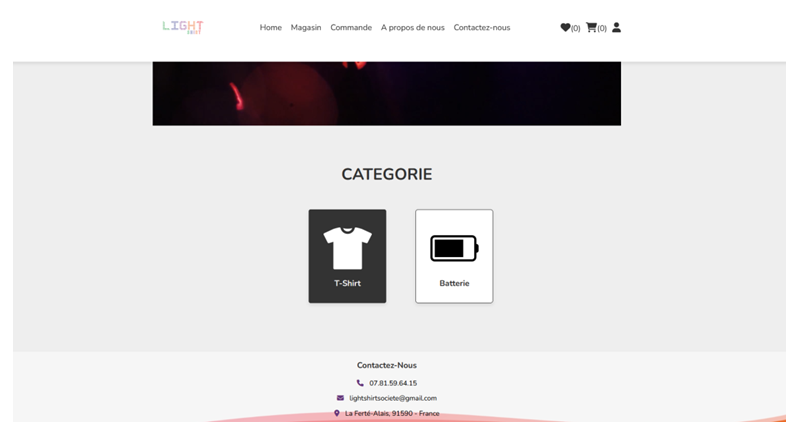 LIGHT
SHIRT
Home Magasin Commande A propos de nous Contactez-nous (0) (0)
CATEGORIE
T-Shirt Batterie
Contactez-Nous
07.81.59.64.15
lightshirtsociete@gmail.com
La Ferté-Alais, 91590 - France